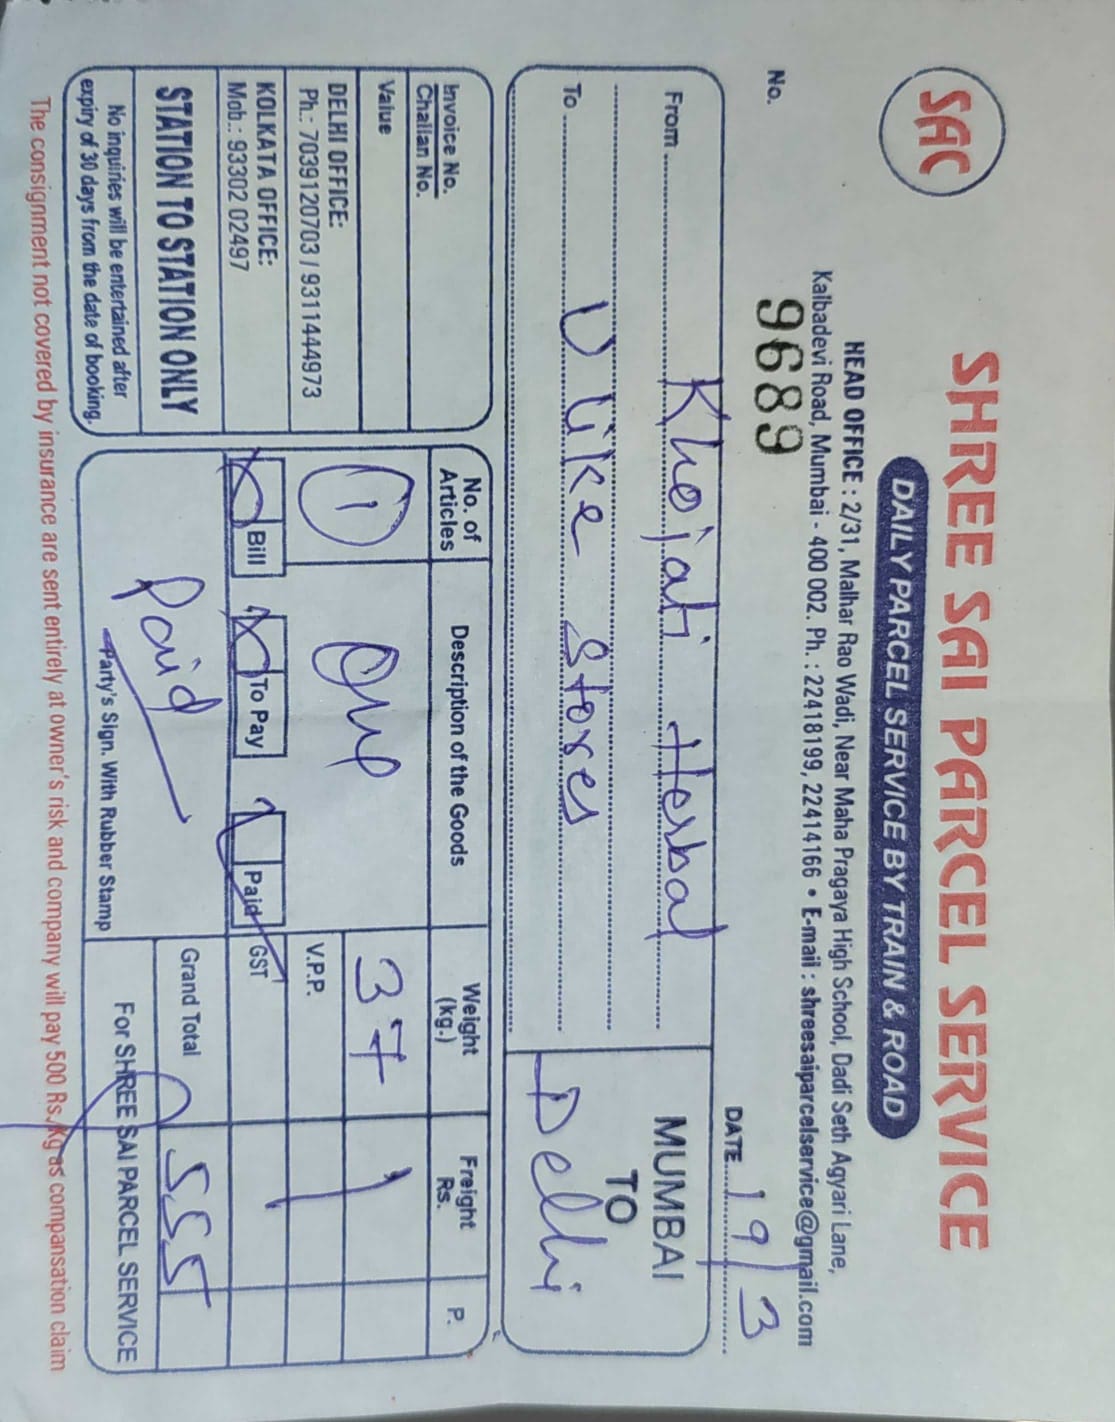 SAC
SHREE SAI PARCEL SERVICE
DAILY PARCEL SERVICE BY TRAIN & ROAD
HEAD OFFICE : 2/31, Malhar Rao Wadi, Near Maha Pragaya High School, Dadi Seth Agyari Lane,
Kalbadevi Road, Mumbai - 400 002. Ph. : 22418199, 22414166 • E-mail : shreesaiparcelservice@gmail.com
No. 9689
DATE 19/3
From Khojati Herbal
To U like Stores
MUMBAI
TO
Delhi
Invoice No.
Challan No.
Value
DELHI OFFICE:
Ph.: 7039120703 / 9311444973
KOLKATA OFFICE:
Mob.: 93302 02497
STATION TO STATION ONLY
No inquiries will be entertained after
expiry of 30 days from the date of booking.
No. of Articles
Description of the Goods
Weight (kg.)
Freight Rs.
P.
1
One
37
V.P.P.
Bill
To Pay
Paid
GST
Paid
Grand Total
555
Party's Sign. With Rubber Stamp
For SHREE SAI PARCEL SERVICE
The consignment not covered by insurance are sent entirely at owner's risk and company will pay 500 Rs./Kg as compansation claim